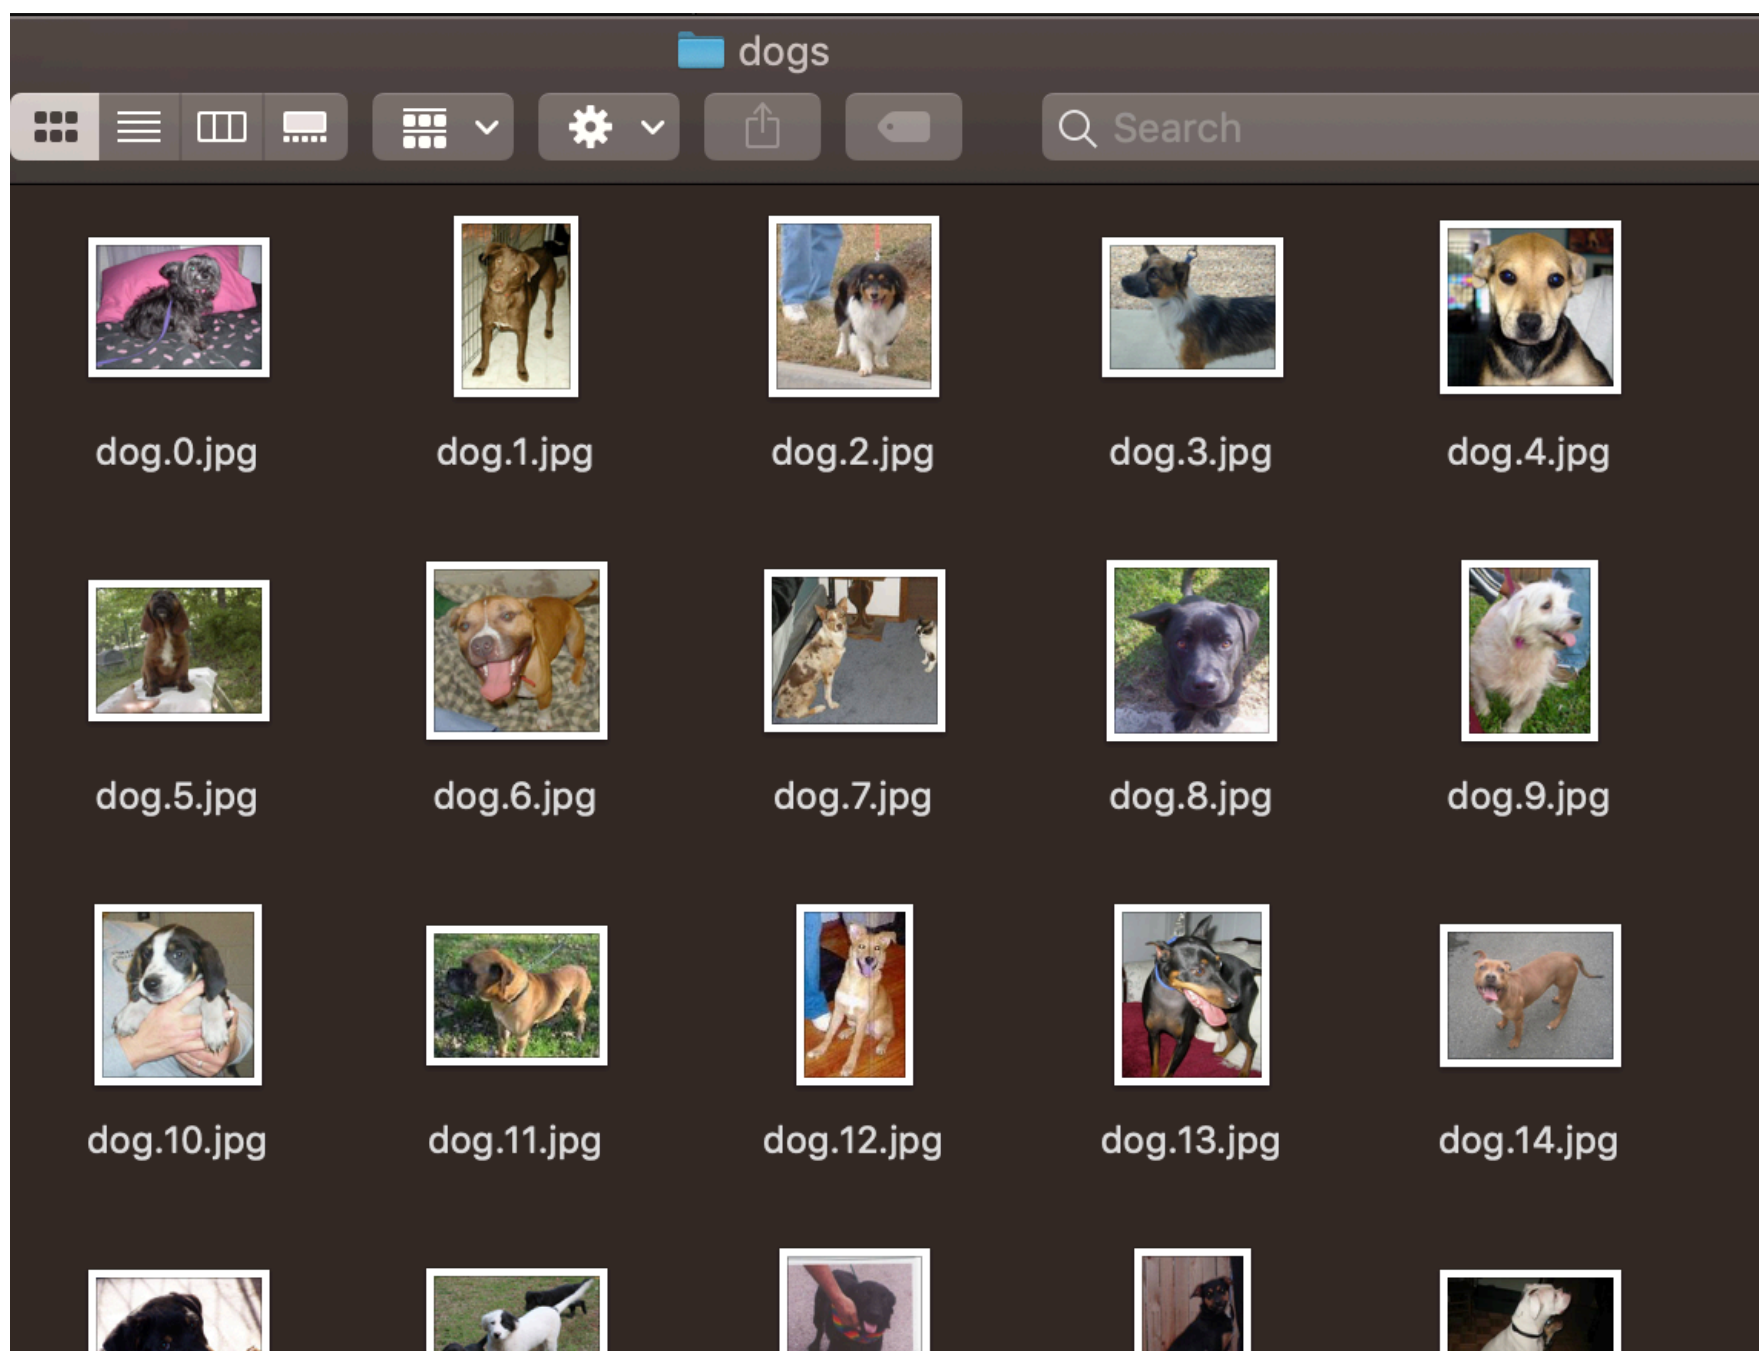 dogs
Search
dog.0.jpg dog.1.jpg dog.2.jpg dog.3.jpg dog.4.jpg
dog.5.jpg dog.6.jpg dog.7.jpg dog.8.jpg dog.9.jpg
dog.10.jpg dog.11.jpg dog.12.jpg dog.13.jpg dog.14.jpg